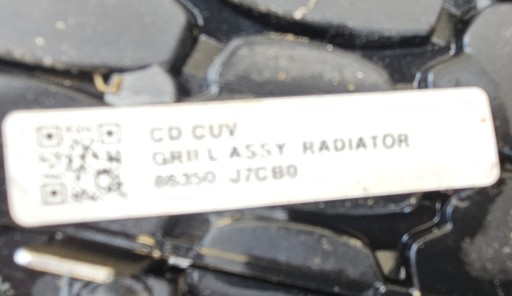 CD CUV
GRILL ASSY RADIATOR
86350 J7CB0